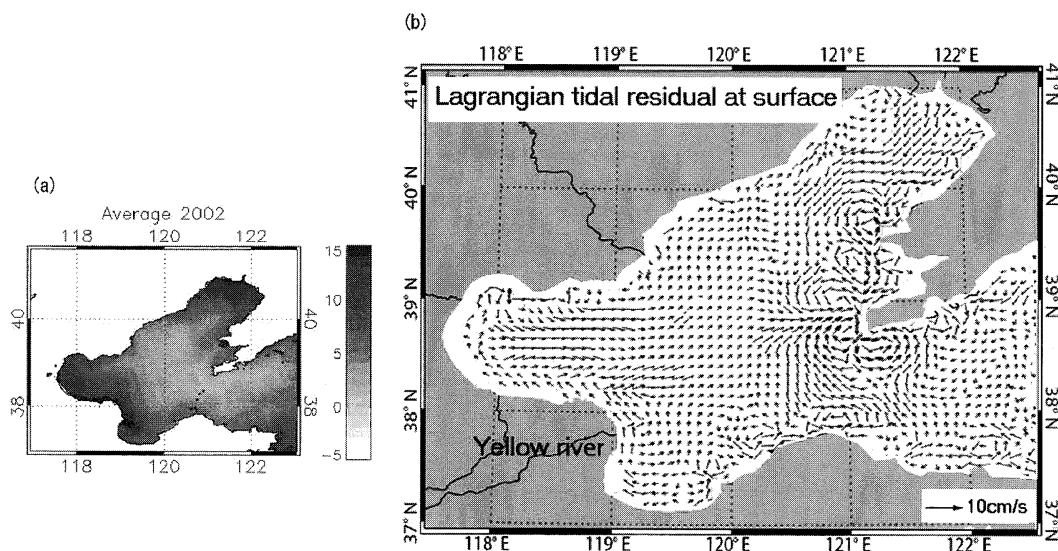 (a)
Average 2002
118 120 122
15
10
5
0
-5
40
38
40
38
118 120 122
(b)
118°E 119°E 120°E 121°E 122°E
41°N
40°N
39°N
38°N
37°N
Lagrangian tidal residual at surface
Yellow river
10cm/s
41°N
40°N
39°N
38°N
37°N
118°E 119°E 120°E 121°E 122°E